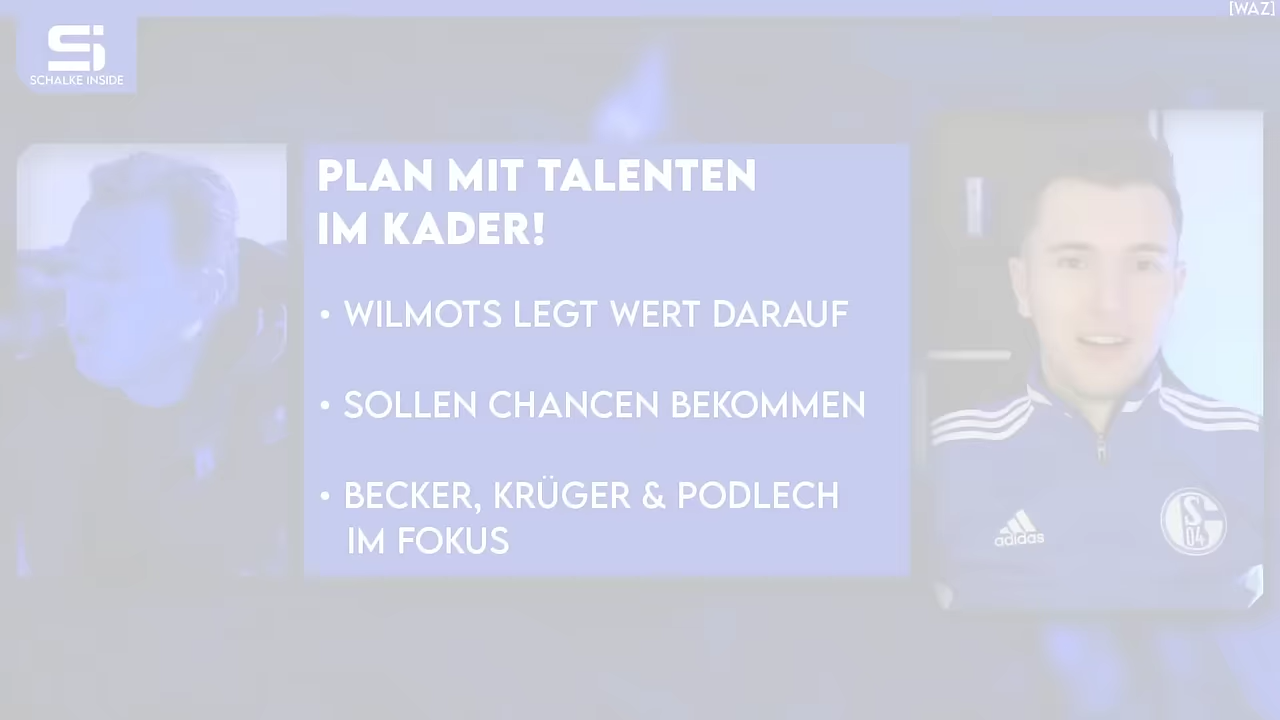 [WAZ]
SCHALKE INSIDE
PLAN MIT TALENTEN
IM KADER!
• WILMOTS LEGT WERT DARAUF
• SOLLEN CHANCEN BEKOMMEN
• BECKER, KRÜGER & PODLECH
IM FOKUS
adidas
S
04